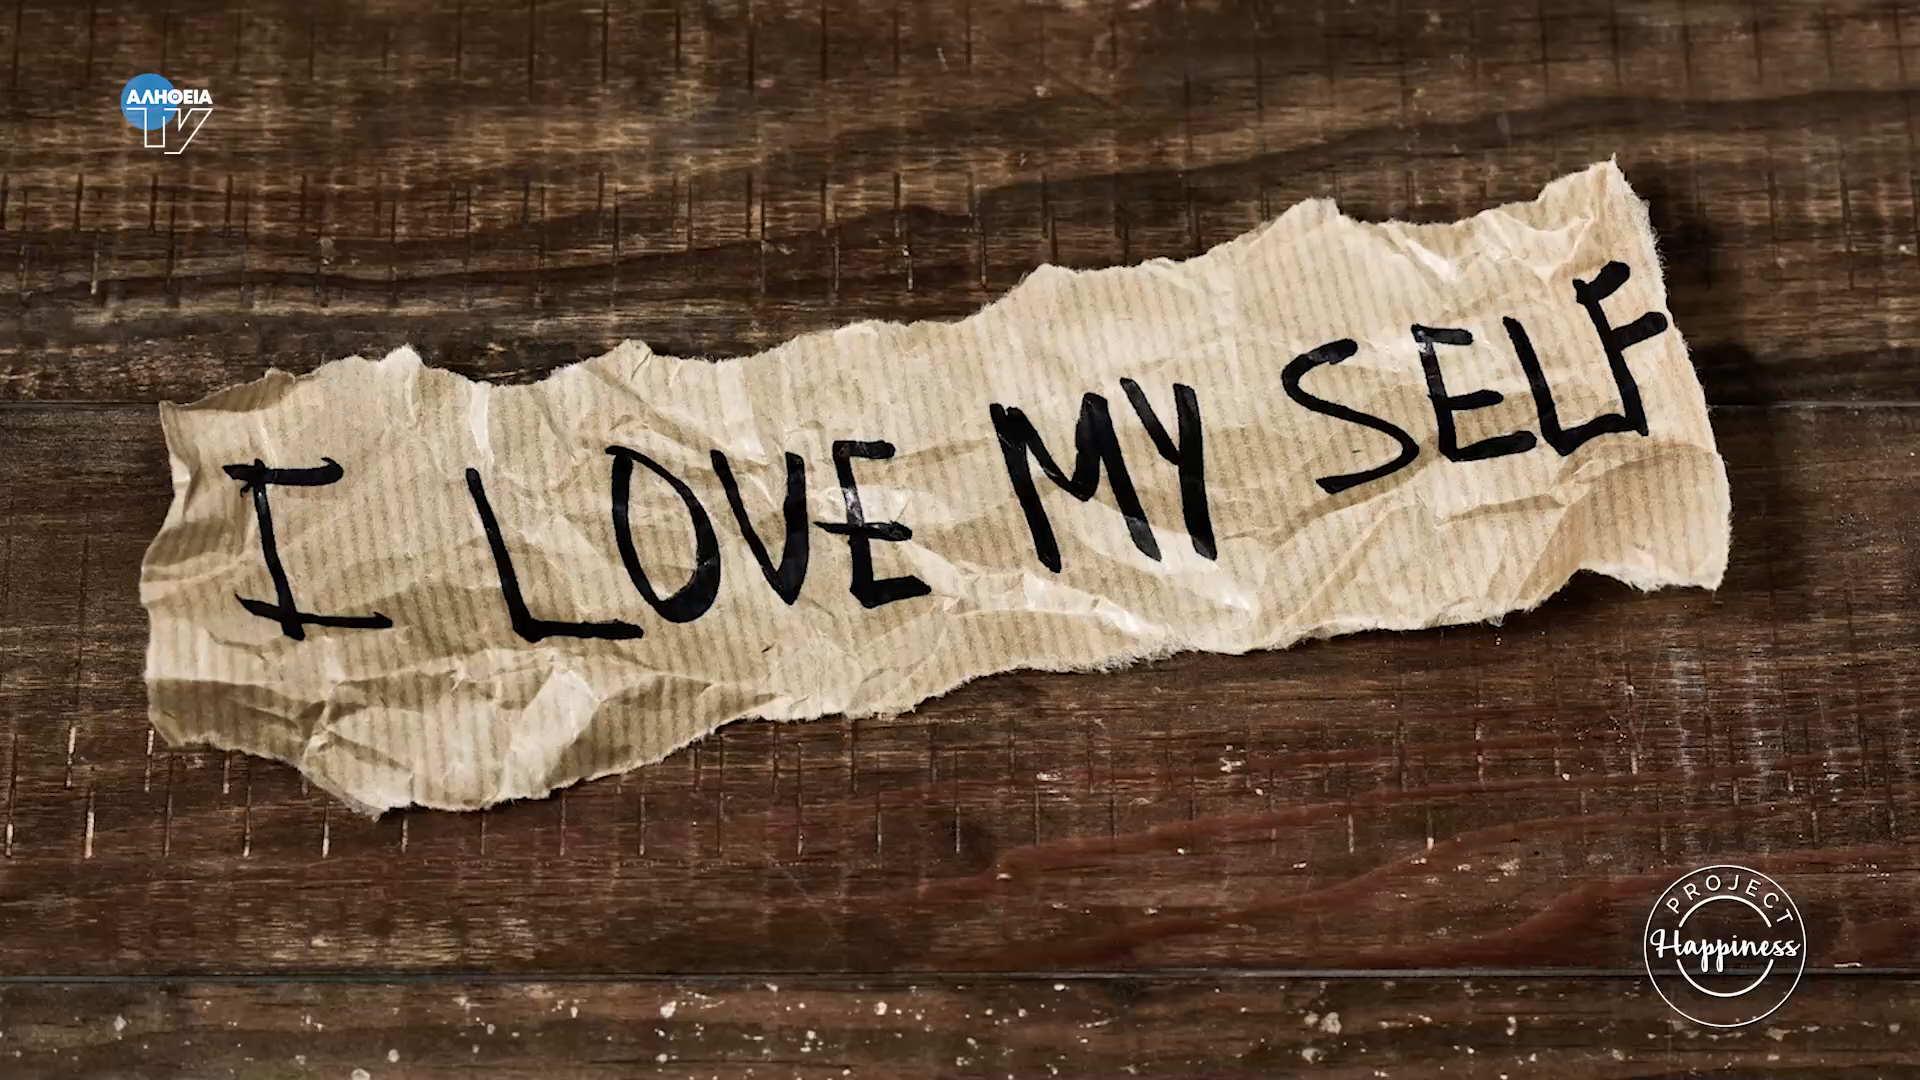 ΑΛΗΘΕΙΑ
TV
I LOVE MY SELF
PROJECT
Happiness